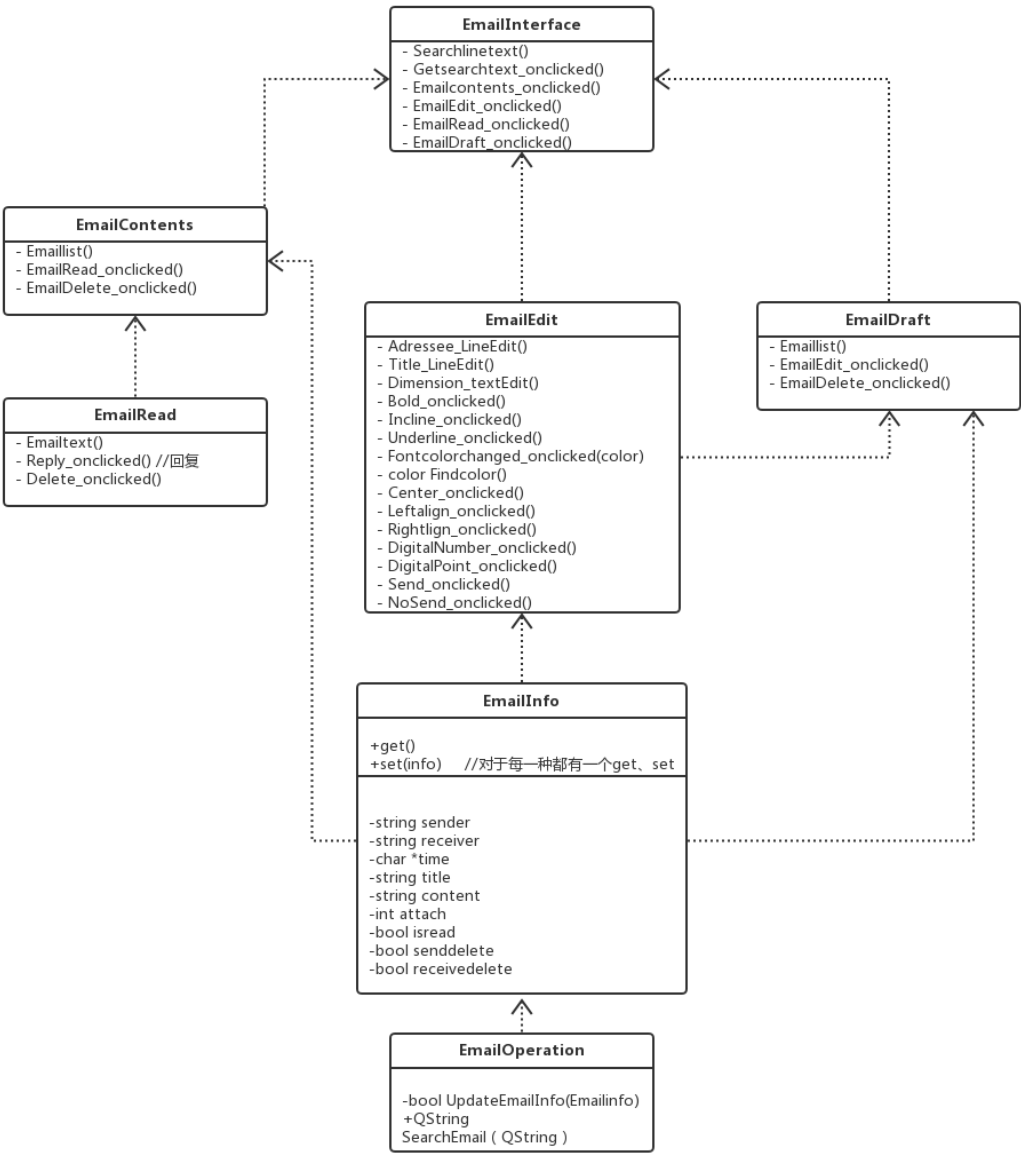 EmailInterface
- Searchlinetext()
- Getsearchtext_onclicked()
- Emailcontents_onclicked()
- EmailEdit_onclicked()
- EmailRead_onclicked()
- EmailDraft_onclicked()
EmailContents
- Emaillist()
- EmailRead_onclicked()
- EmailDelete_onclicked()
EmailRead
- Emailtext()
- Reply_onclicked() //回复
- Delete_onclicked()
EmailEdit
- Adressee_LineEdit()
- Title_LineEdit()
- Dimension_textEdit()
- Bold_onclicked()
- Incline_onclicked()
- Underline_onclicked()
- Fontcolorchanged_onclicked(color)
- color Findcolor()
- Center_onclicked()
- Leftalign_onclicked()
- Rightlign_onclicked()
- DigitalNumber_onclicked()
- DigitalPoint_onclicked()
- Send_onclicked()
- NoSend_onclicked()
EmailDraft
- Emaillist()
- EmailEdit_onclicked()
- EmailDelete_onclicked()
EmailInfo
+get()
+set(info) //对于每一种都有一个get、set
-string sender
-string receiver
-char *time
-string title
-string content
-int attach
-bool isread
-bool senddelete
-bool receivedelete
EmailOperation
-bool UpdateEmailInfo(Emailinfo)
+QString
SearchEmail ( QString )